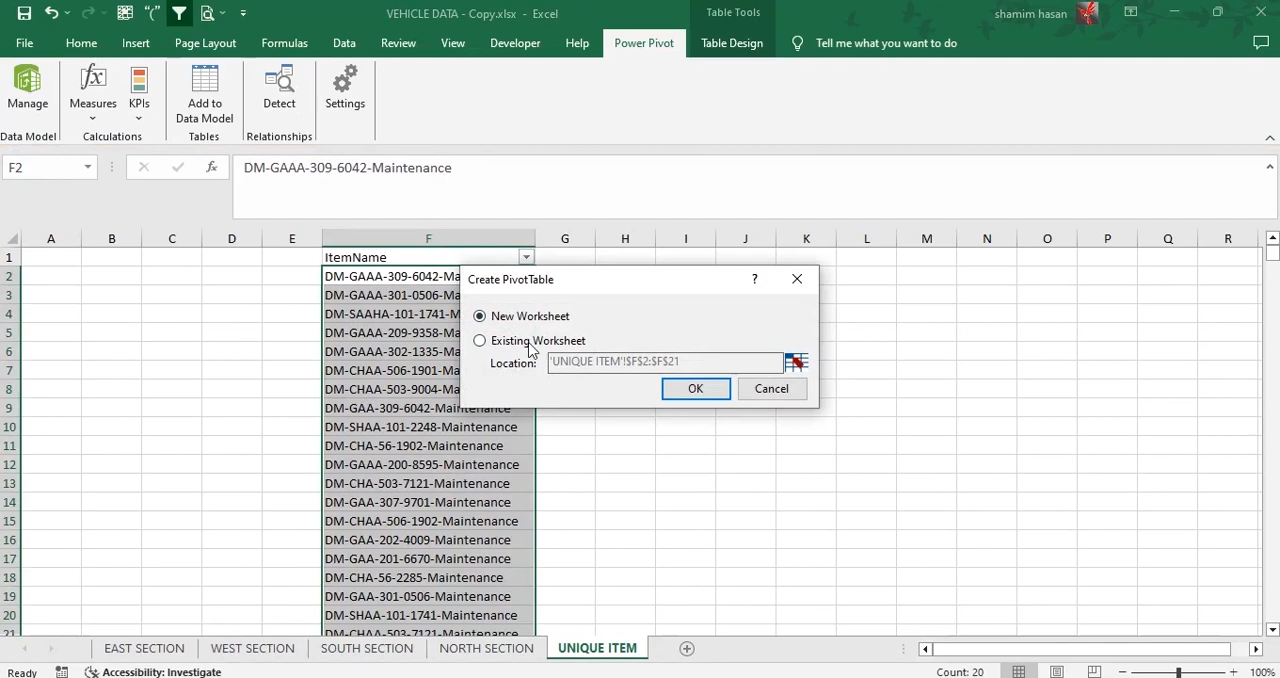 VEHICLE DATA - Copy.xlsx - Excel
Table Tools
shamim hasan
File
Home
Insert
Page Layout
Formulas
Data
Review
View
Developer
Help
Power Pivot
Table Design
Tell me what you want to do
Manage
Measures
KPIs
Add to
Data Model
Detect
Settings
Data Model
Calculations
Tables
Relationships
F2
fx
DM-GAAA-309-6042-Maintenance
A B C D E F G H I J K L M N O P Q R
1 ItemName
2 DM-GAAA-309-6042-Ma
3 DM-GAAA-301-0506-Ma
4 DM-SAAHA-101-1741-M
5 DM-GAAA-209-9358-Mai
6 DM-GAAA-302-1335-Ma
7 DM-CHAA-506-1901-Ma
8 DM-CHAA-503-9004-Ma
9 DM-GAA-309-6042-Maintenance
10 DM-SHAA-101-2248-Maintenance
11 DM-CHA-56-1902-Maintenance
12 DM-GAAA-200-8595-Maintenance
13 DM-CHA-503-7121-Maintenance
14 DM-GAA-307-9701-Maintenance
15 DM-CHAA-506-1902-Maintenance
16 DM-GAA-202-4009-Maintenance
17 DM-GAA-201-6670-Maintenance
18 DM-CHA-56-2285-Maintenance
19 DM-GAA-301-0506-Maintenance
20 DM-SHAA-101-1741-Maintenance
21 DM-CHAA-503-7121-Maintenance
Create PivotTable
?
New Worksheet
Existing Worksheet
Location:
'UNIQUE ITEM'!$F$2:$F$21
OK
Cancel
EAST SECTION
WEST SECTION
SOUTH SECTION
NORTH SECTION
UNIQUE ITEM
Ready
Accessibility: Investigate
Count: 20
100%